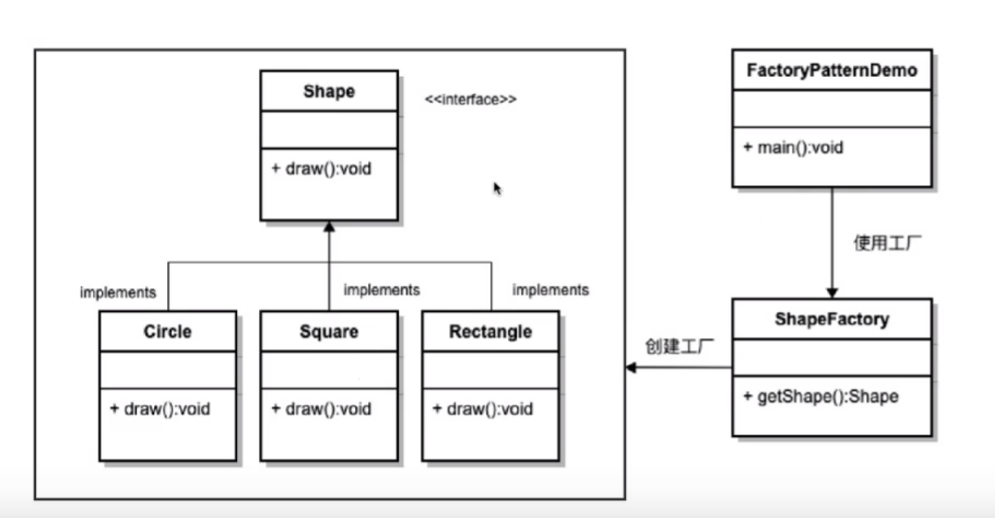 Shape
<<interface>>
+ draw():void
implements
implements
implements
Circle
Square
Rectangle
+ draw():void
+ draw():void
+ draw():void
FactoryPatternDemo
+ main():void
使用工厂
ShapeFactory
创建工厂
+ getShape():Shape